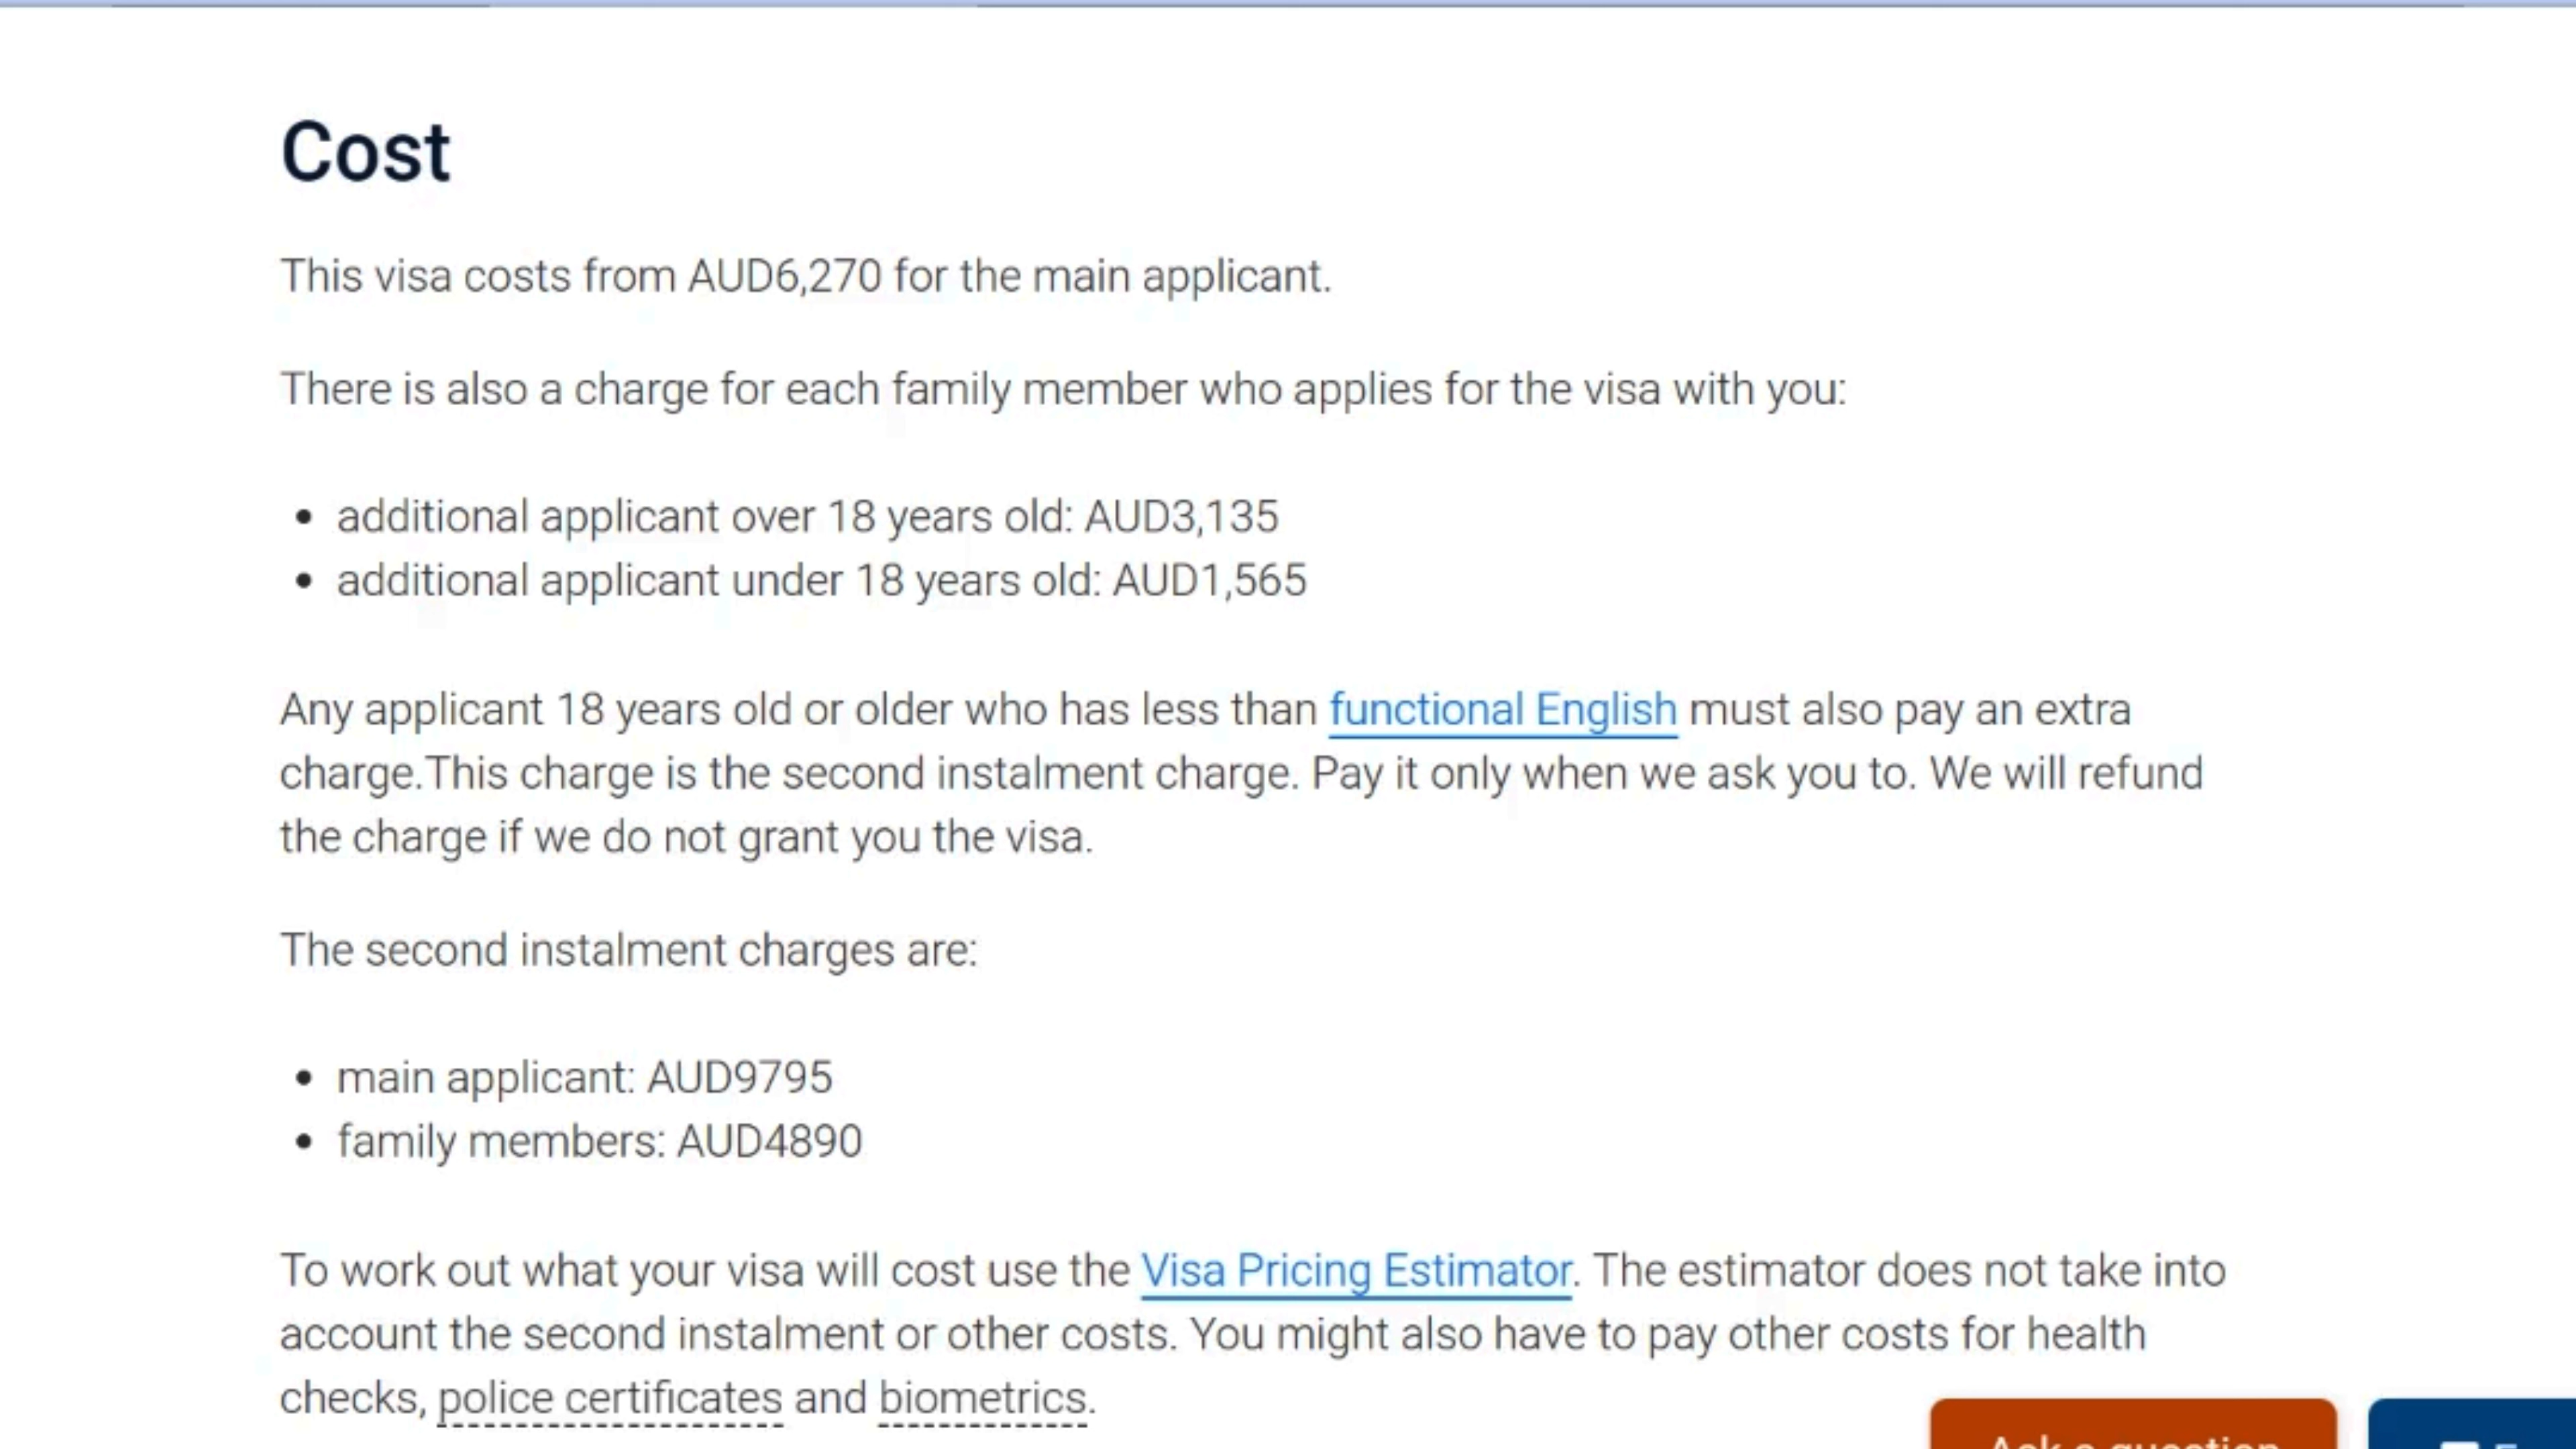 Cost
This visa costs from AUD6,270 for the main applicant.
There is also a charge for each family member who applies for the visa with you:
• additional applicant over 18 years old: AUD3,135
• additional applicant under 18 years old: AUD1,565
Any applicant 18 years old or older who has less than functional English must also pay an extra
charge.This charge is the second instalment charge. Pay it only when we ask you to. We will refund
the charge if we do not grant you the visa.
The second instalment charges are:
• main applicant: AUD9795
• family members: AUD4890
To work out what your visa will cost use the Visa Pricing Estimator. The estimator does not take into
account the second instalment or other costs. You might also have to pay other costs for health
checks, police certificates and biometrics.
Ask a question